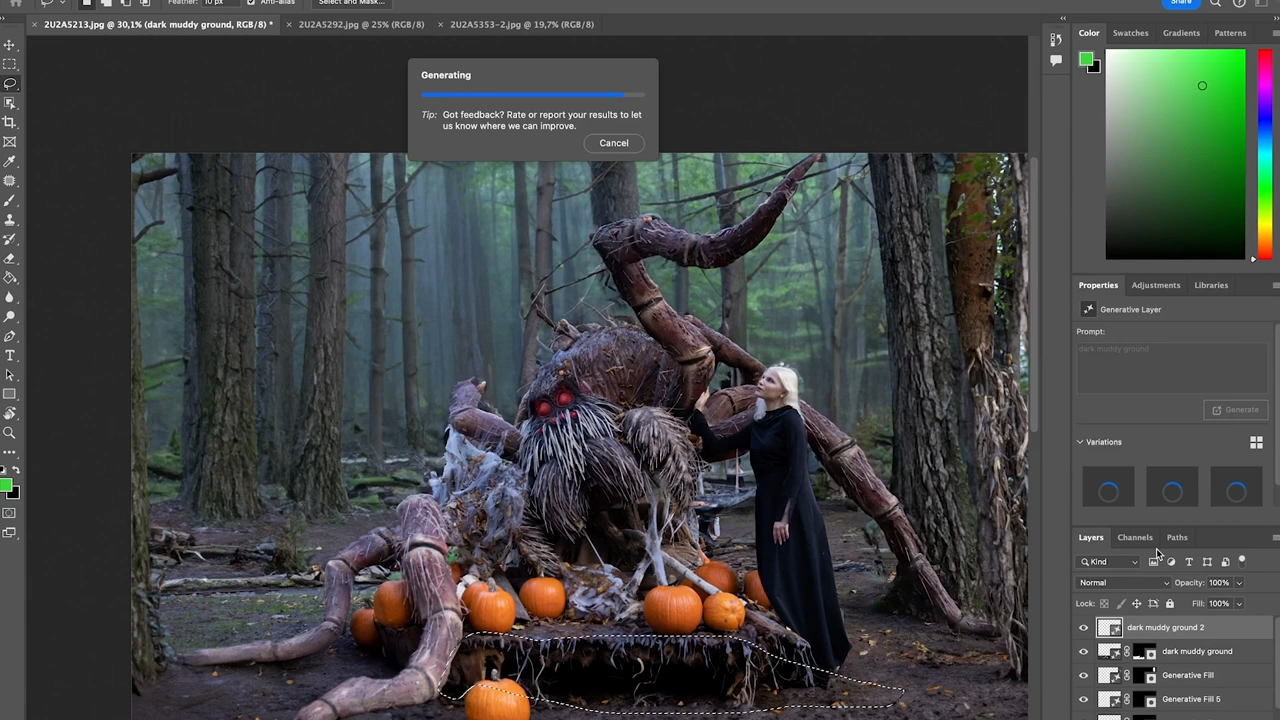 Feather: 10 px Anti-alias Select and Mask... Share
2U2A5213.jpg @ 30,1% (dark muddy ground, RGB/8) * 2U2A5292.jpg @ 25% (RGB/8) 2U2A5353-2.jpg @ 19,7% (RGB/8)
Generating
Tip: Got feedback? Rate or report your results to let
us know where we can improve.
Cancel
Color Swatches Gradients Patterns
Properties Adjustments Libraries
Generative Layer
Prompt:
dark muddy ground
Generate
Variations
Layers Channels Paths
Kind
Normal Opacity: 100%
Lock: Fill: 100%
dark muddy ground 2
dark muddy ground
Generative Fill
Generative Fill 5